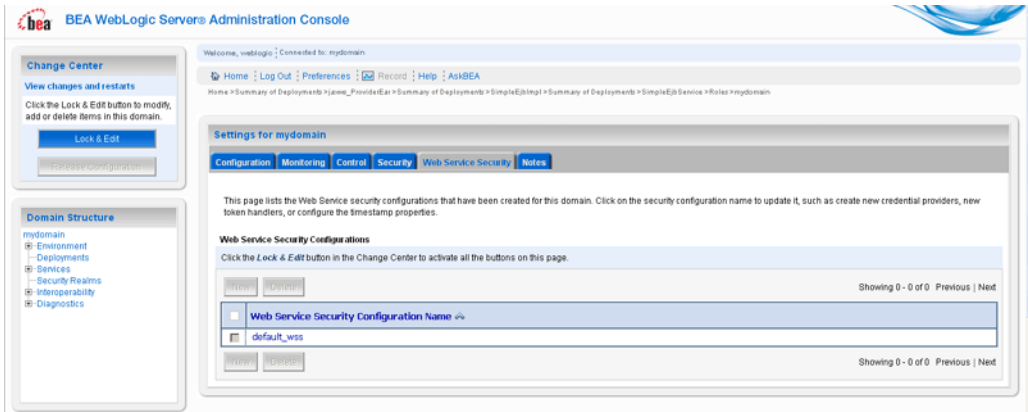 bea
BEA WebLogic Server® Administration Console
Change Center
View changes and restarts
Click the Lock & Edit button to modify,
add or delete items in this domain.
Lock & Edit
Release Configuration
Domain Structure
mydomain
Environment
Deployments
Services
Security Realms
Interoperability
Diagnostics
Welcome, weblogic
Connected to: mydomain
Home Log Out Preferences Record Help AskBEA
Home >Summary of Deployments >jaxws_ProviderEar >Summary of Deployments >SimpleEjbImpl >Summary of Deployments >SimpleEjbService >Roles >mydomain
Settings for mydomain
Configuration Monitoring Control Security Web Service Security Notes
This page lists the Web Service security configurations that have been created for this domain. Click on the security configuration name to update it, such as create new credential providers, new
token handlers, or configure the timestamp properties.
Web Service Security Configurations
Click the Lock & Edit button in the Change Center to activate all the buttons on this page.
New Delete Showing 0 - 0 of 0 Previous | Next
Web Service Security Configuration Name
default_wss
New Delete Showing 0 - 0 of 0 Previous | Next